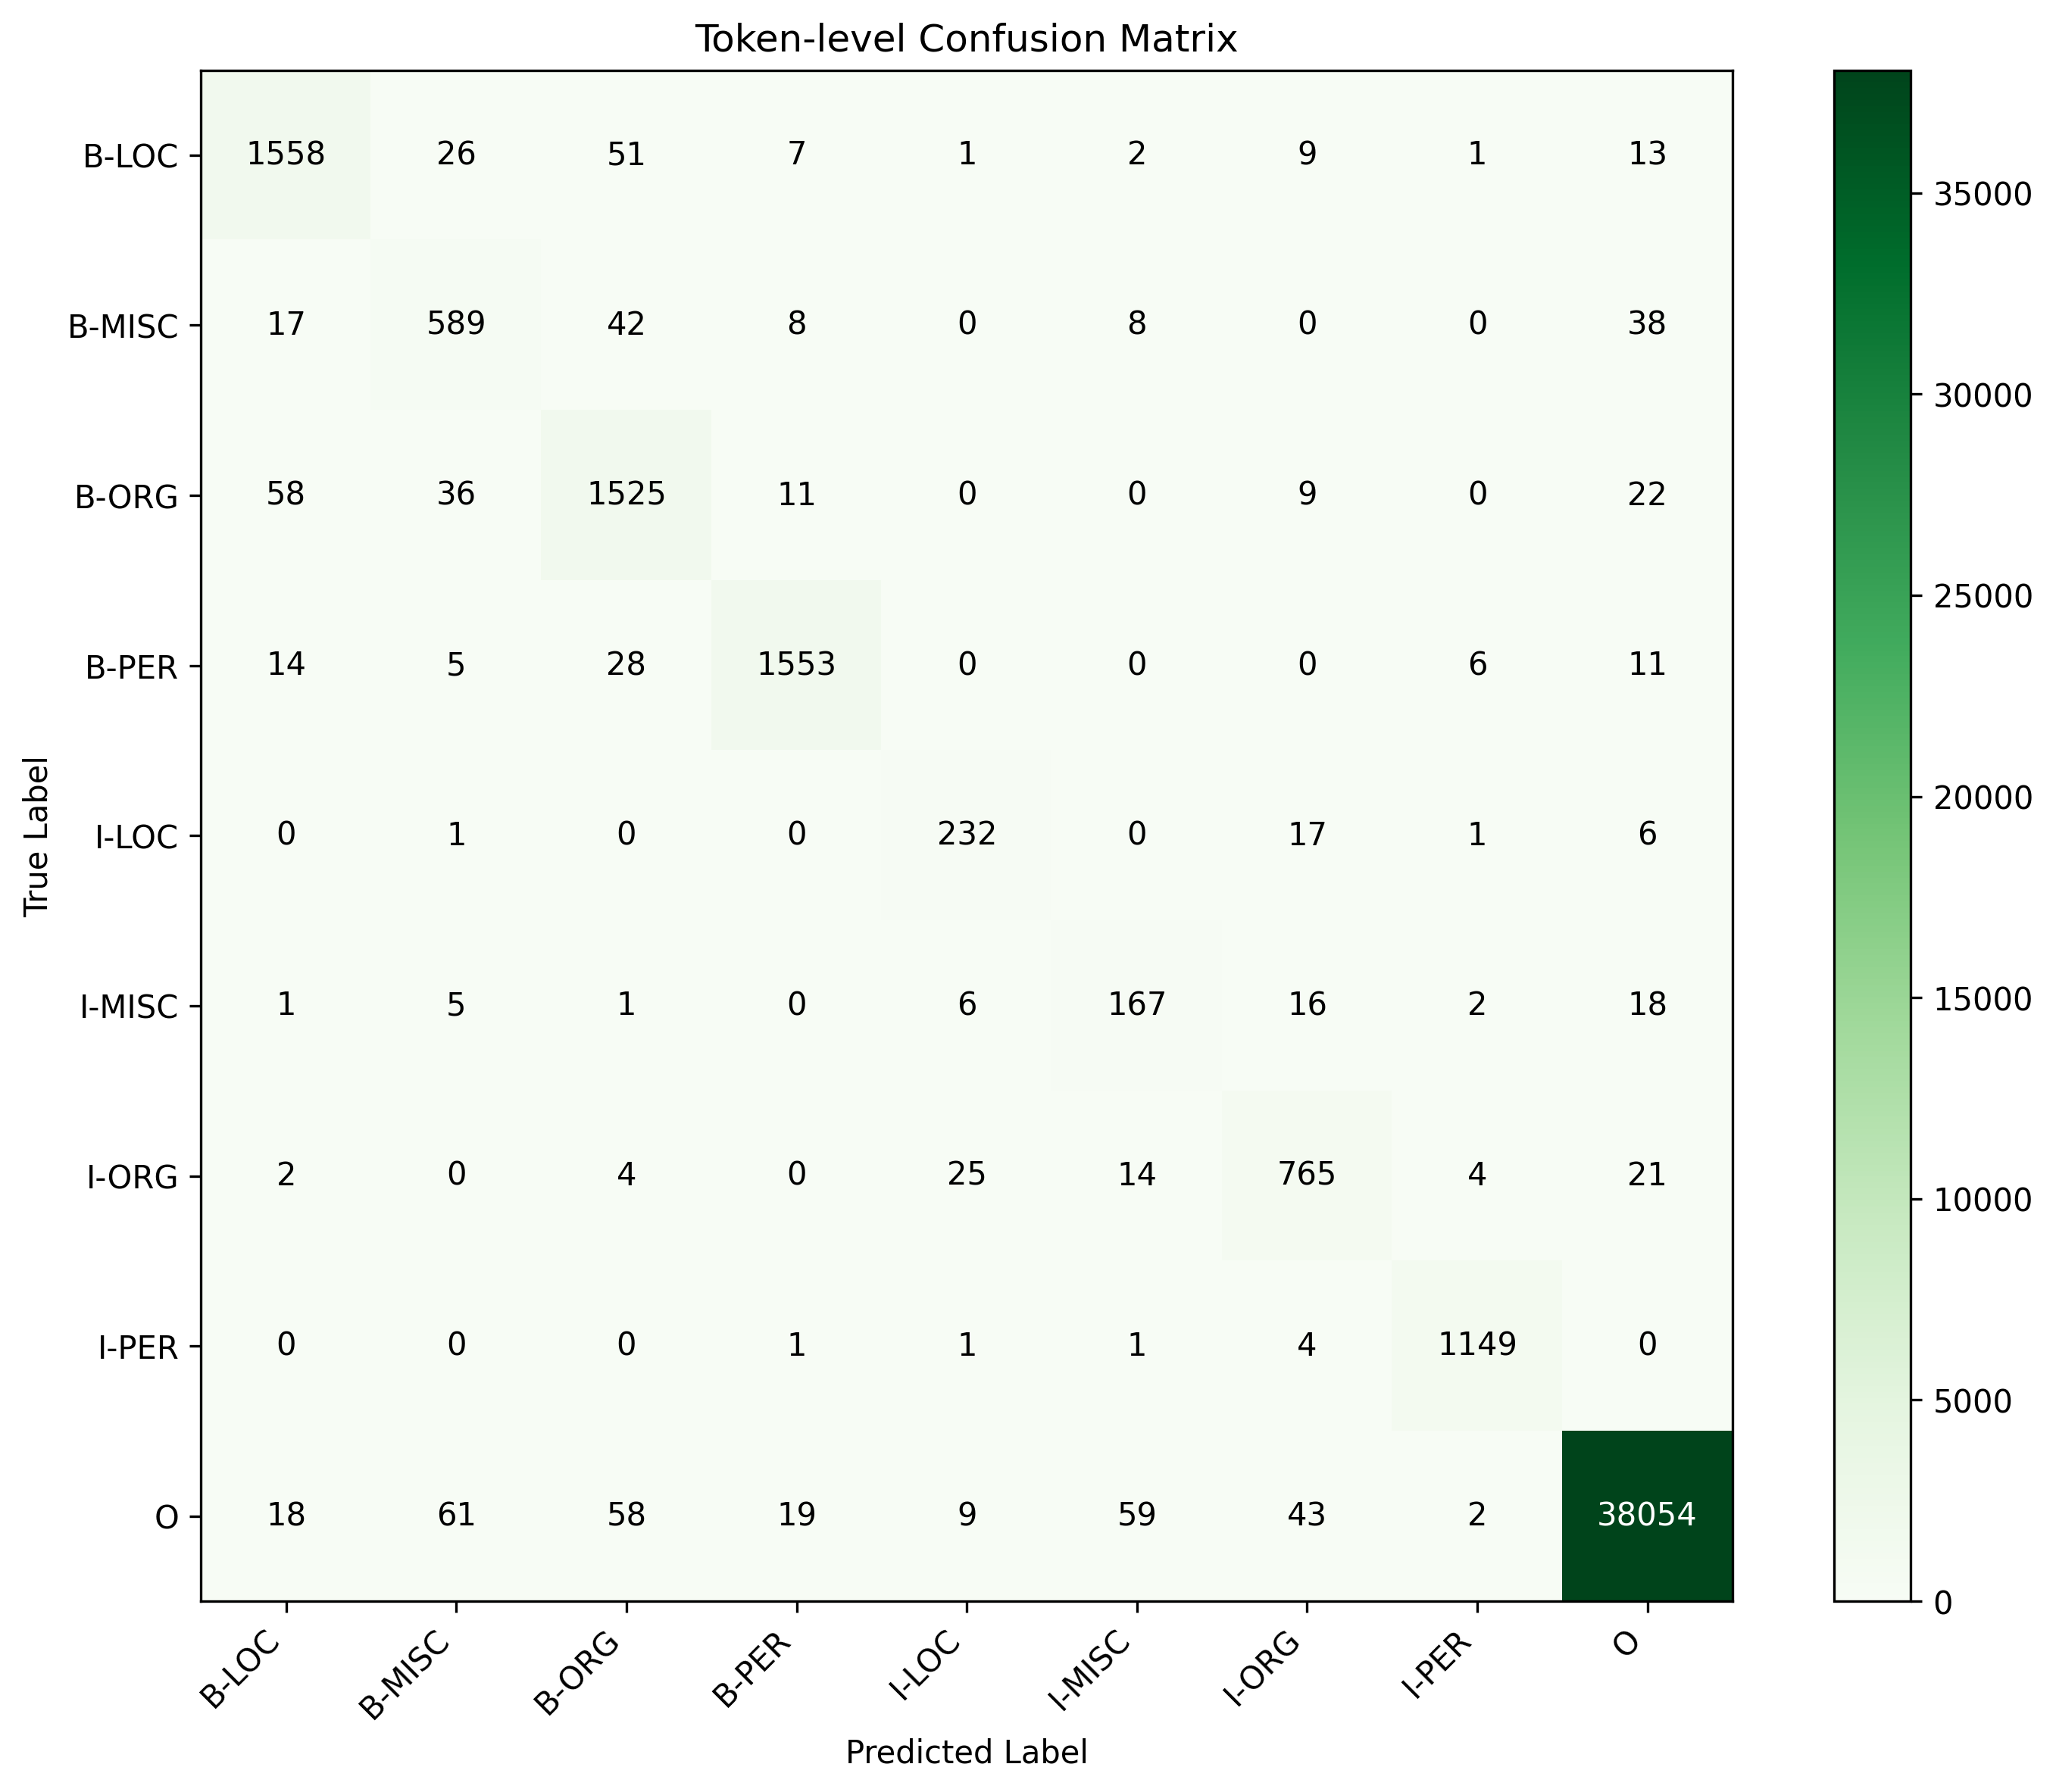 Token-level Confusion Matrix
B-LOC 1558 26 51 7 1 2 9 1 13
B-MISC 17 589 42 8 0 8 0 0 38
B-ORG 58 36 1525 11 0 0 9 0 22
B-PER 14 5 28 1553 0 0 0 6 11
I-LOC 0 1 0 0 232 0 17 1 6
I-MISC 1 5 1 0 6 167 16 2 18
I-ORG 2 0 4 0 25 14 765 4 21
I-PER 0 0 0 1 1 1 4 1149 0
O 18 61 58 19 9 59 43 2 38054
True Label
B-LOC B-MISC B-ORG B-PER I-LOC I-MISC I-ORG I-PER O
Predicted Label
35000
30000
25000
20000
15000
10000
5000
0